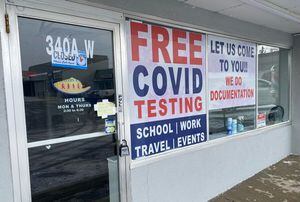 340A W
CLOSED
HOURS
MON & THURS
FREE
COVID
TESTING
SCHOOL | WORK
TRAVEL | EVENTS
LET US COME
TO YOU!!
WE DO
DOCUMENTATION